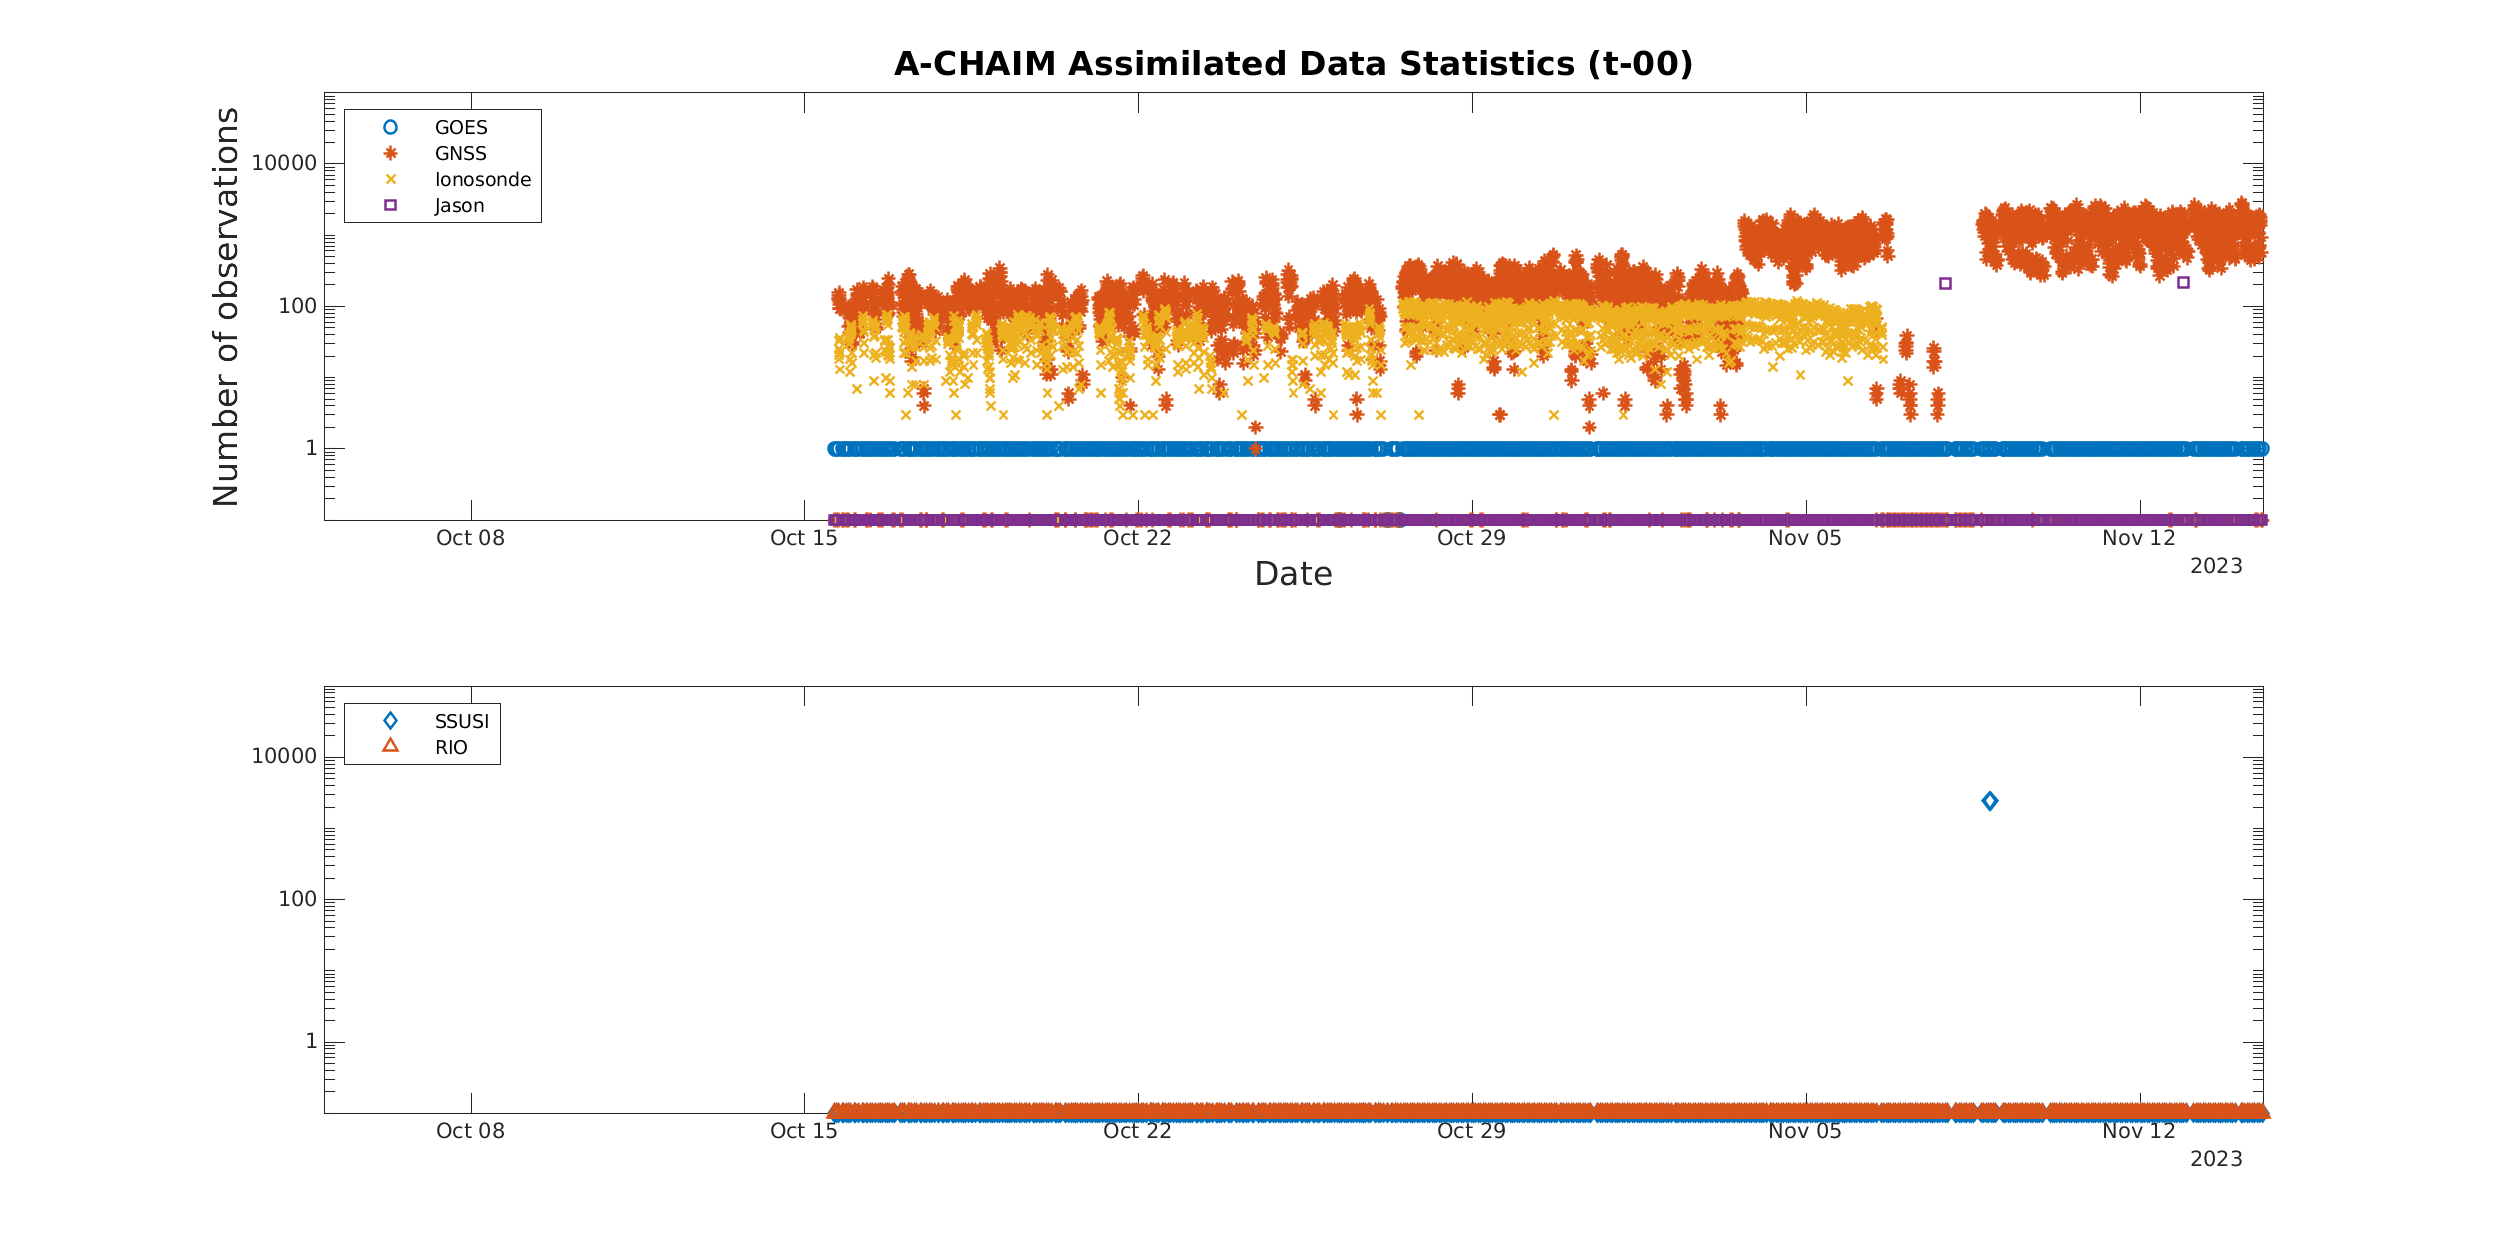 A-CHAIM Assimilated Data Statistics (t-00)
Number of observations
10000
100
1
GOES
GNSS
Ionosonde
Jason
Oct 08 Oct 15 Oct 22 Oct 29 Nov 05 Nov 12
2023
Date
10000
100
1
SSUSI
RIO
Oct 08 Oct 15 Oct 22 Oct 29 Nov 05 Nov 12
2023